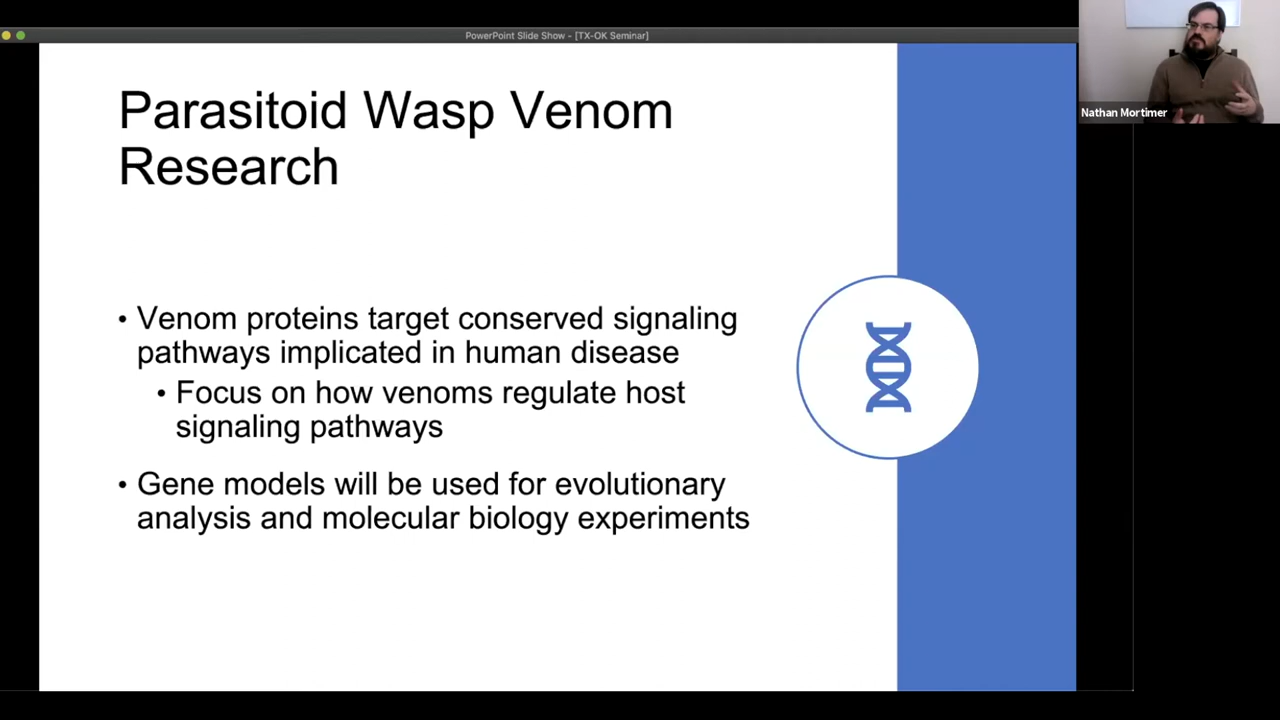 PowerPoint Slide Show - [TX-OK Seminar]
Nathan Mortimer
Parasitoid Wasp Venom
Research
• Venom proteins target conserved signaling
pathways implicated in human disease
• Focus on how venoms regulate host
signaling pathways
• Gene models will be used for evolutionary
analysis and molecular biology experiments